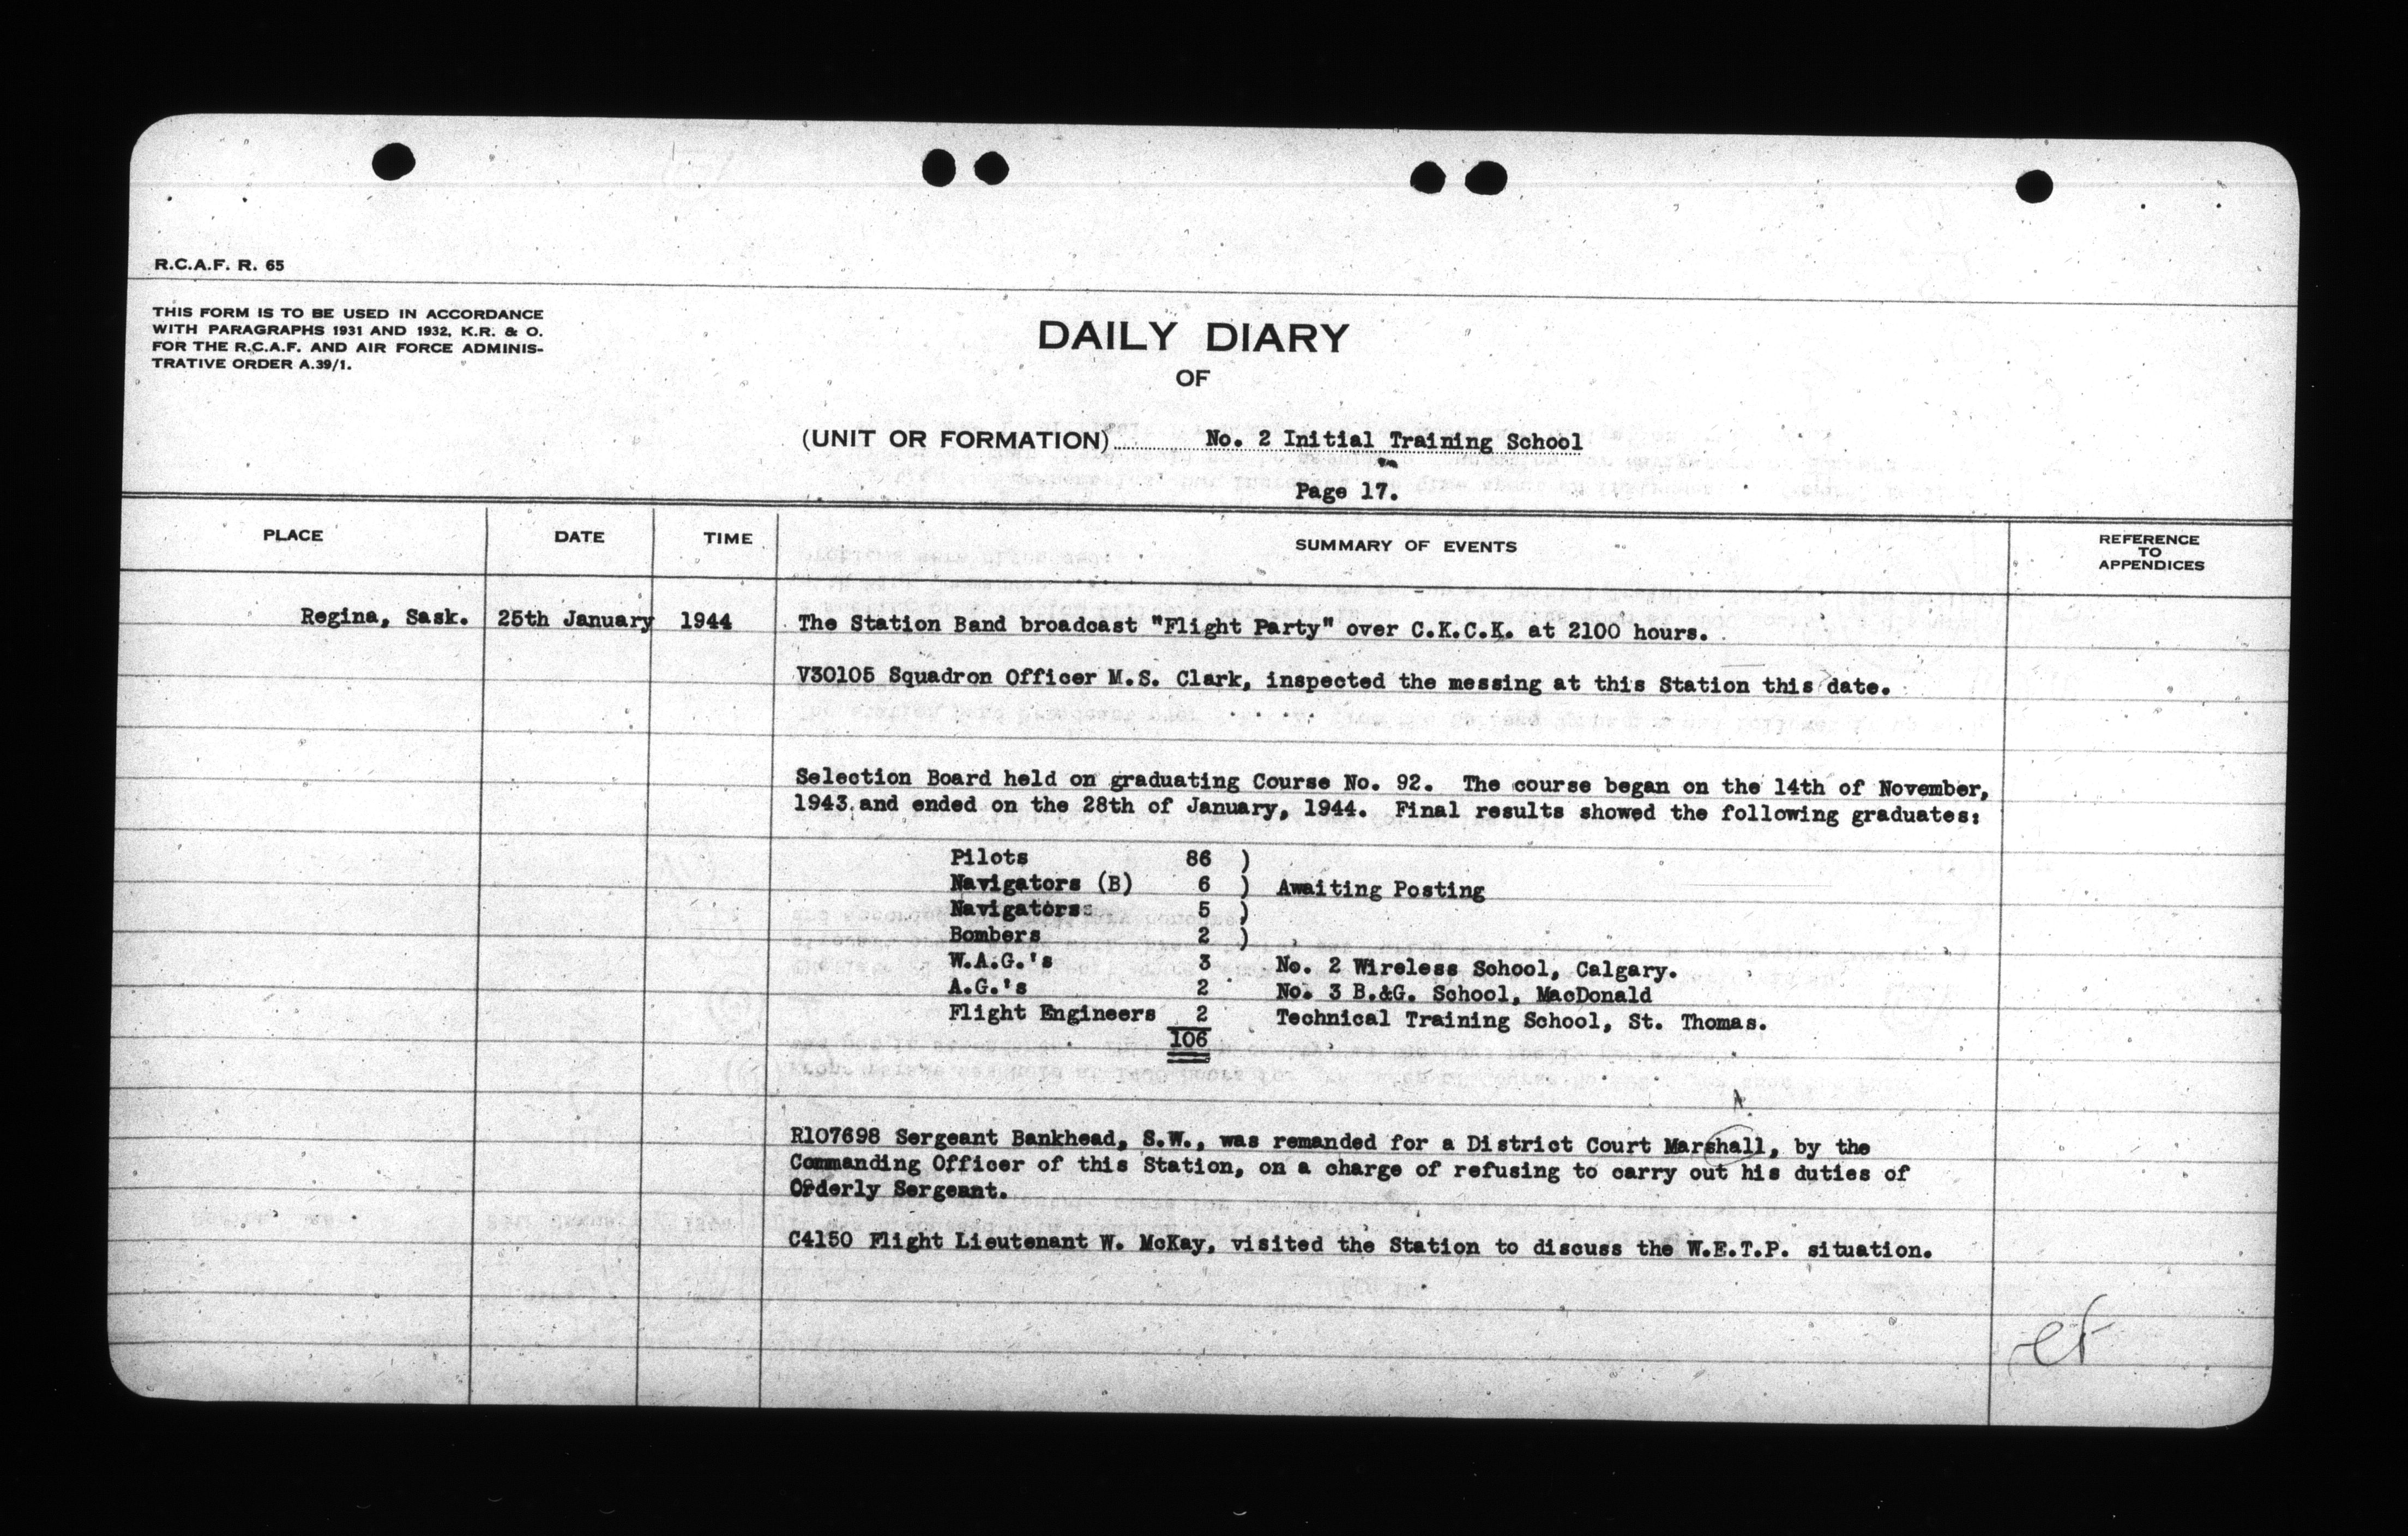 R.C.A.F. R. 65
THIS FORM IS TO BE USED IN ACCORDANCE
WITH PARAGRAPHS 1931 AND 1932, K.R. & O.
FOR THE R.C.A.F. AND AIR FORCE ADMINIS-
TRATIVE ORDER A.39/1.
DAILY DIARY
OF
(UNIT OR FORMATION) No. 2 Initial Training School
Page 17.
PLACE DATE TIME SUMMARY OF EVENTS REFERENCE
TO
APPENDICES
Regina, Sask. 25th January 1944 The Station Band broadcast "Flight Party" over C.K.C.K. at 2100 hours.
V30105 Squadron Officer M.S. Clark, inspected the messing at this Station this date.
Selection Board held on graduating Course No. 92. The course began on the 14th of November,
1943 and ended on the 28th of January, 1944. Final results showed the following graduates:
Pilots 86 )
Navigators (B) 6 ) Awaiting Posting
Navigators 5 )
Bombers 2 )
W.A.G.'s 3 No. 2 Wireless School, Calgary.
A.G.'s 2 No. 3 B.&G. School, MacDonald
Flight Engineers 2 Technical Training School, St. Thomas.
106
R107698 Sergeant Bankhead, S.W., was remanded for a District Court Marshall, by the
Commanding Officer of this Station, on a charge of refusing to carry out his duties of
Orderly Sergeant.
C4150 Flight Lieutenant W. McKay, visited the Station to discuss the W.E.T.P. situation.